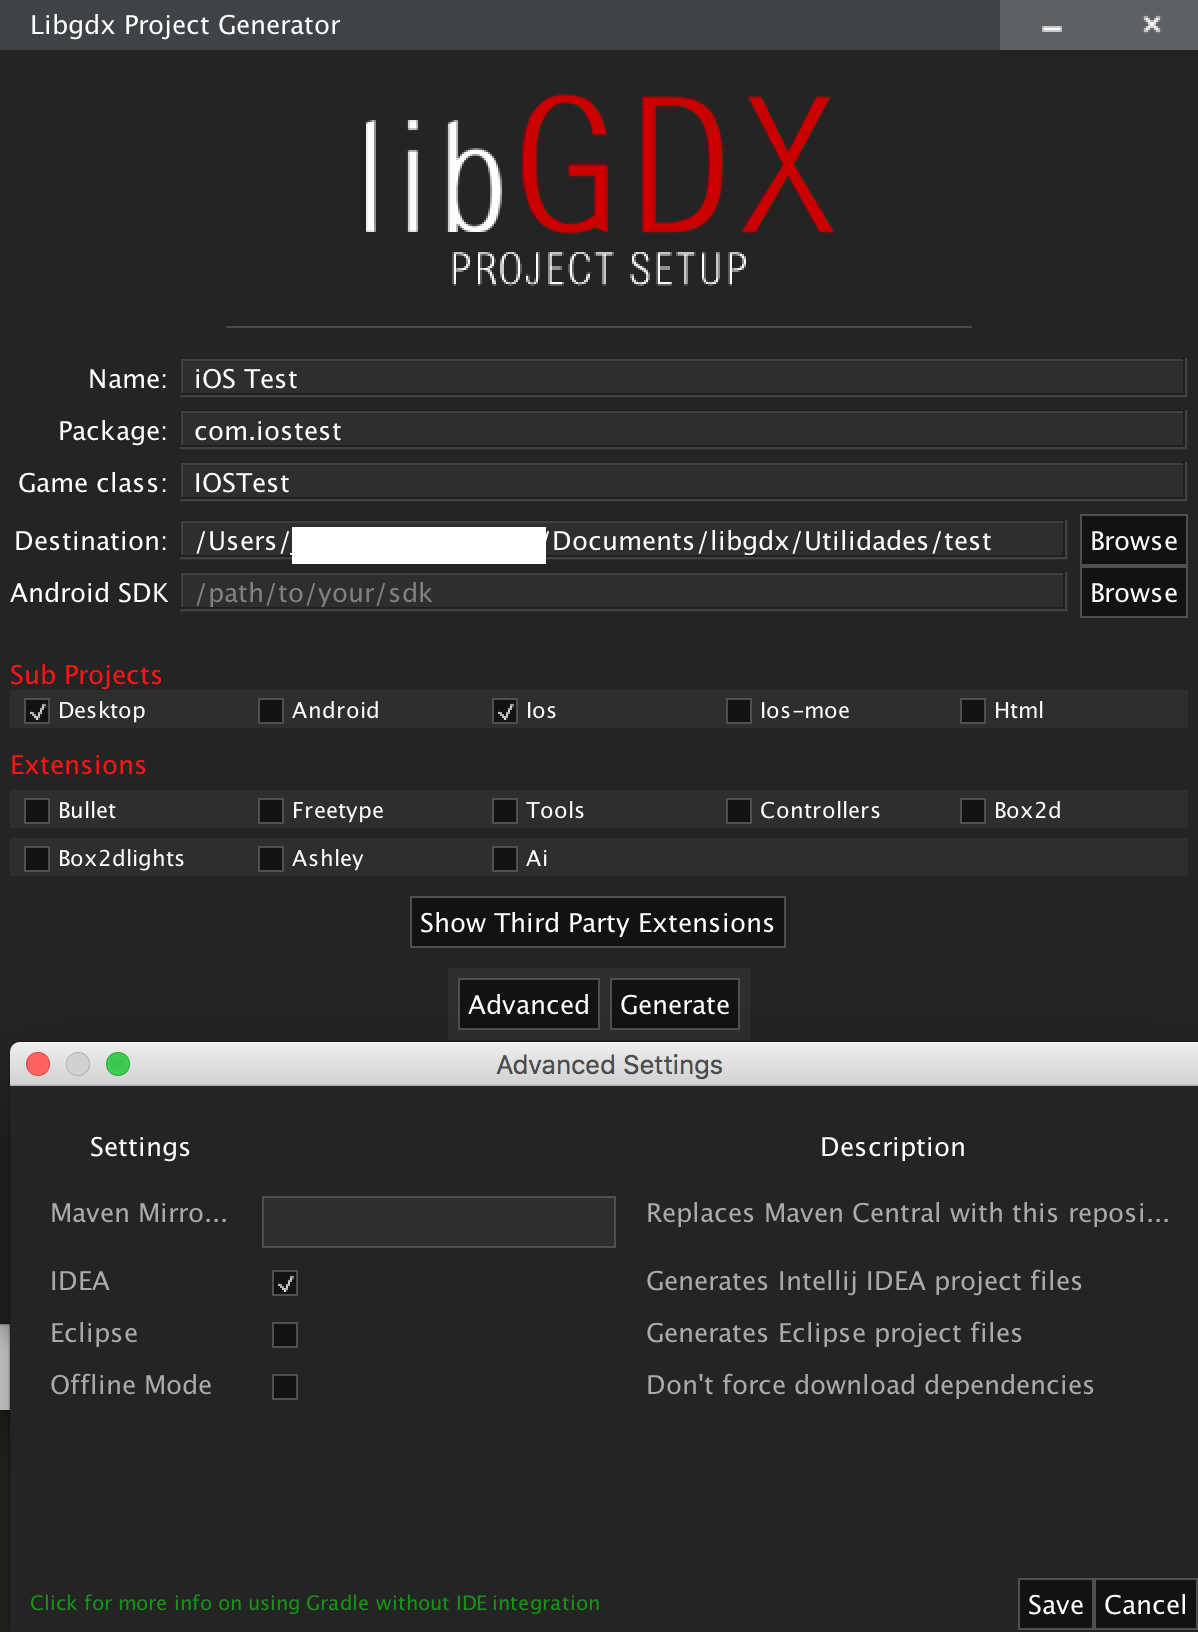 Libgdx Project Generator
libGDX
PROJECT SETUP
Name: iOS Test
Package: com.iostest
Game class: IOSTest
Destination: /Users/ /Documents/libgdx/Utilidades/test Browse
Android SDK /path/to/your/sdk Browse
Sub Projects
Desktop Android Ios Ios-moe Html
Extensions
Bullet Freetype Tools Controllers Box2d
Box2dlights Ashley Ai
Show Third Party Extensions
Advanced Generate
Advanced Settings
Settings Description
Maven Mirro... Replaces Maven Central with this reposi...
IDEA Generates Intellij IDEA project files
Eclipse Generates Eclipse project files
Offline Mode Don't force download dependencies
Click for more info on using Gradle without IDE integration Save Cancel